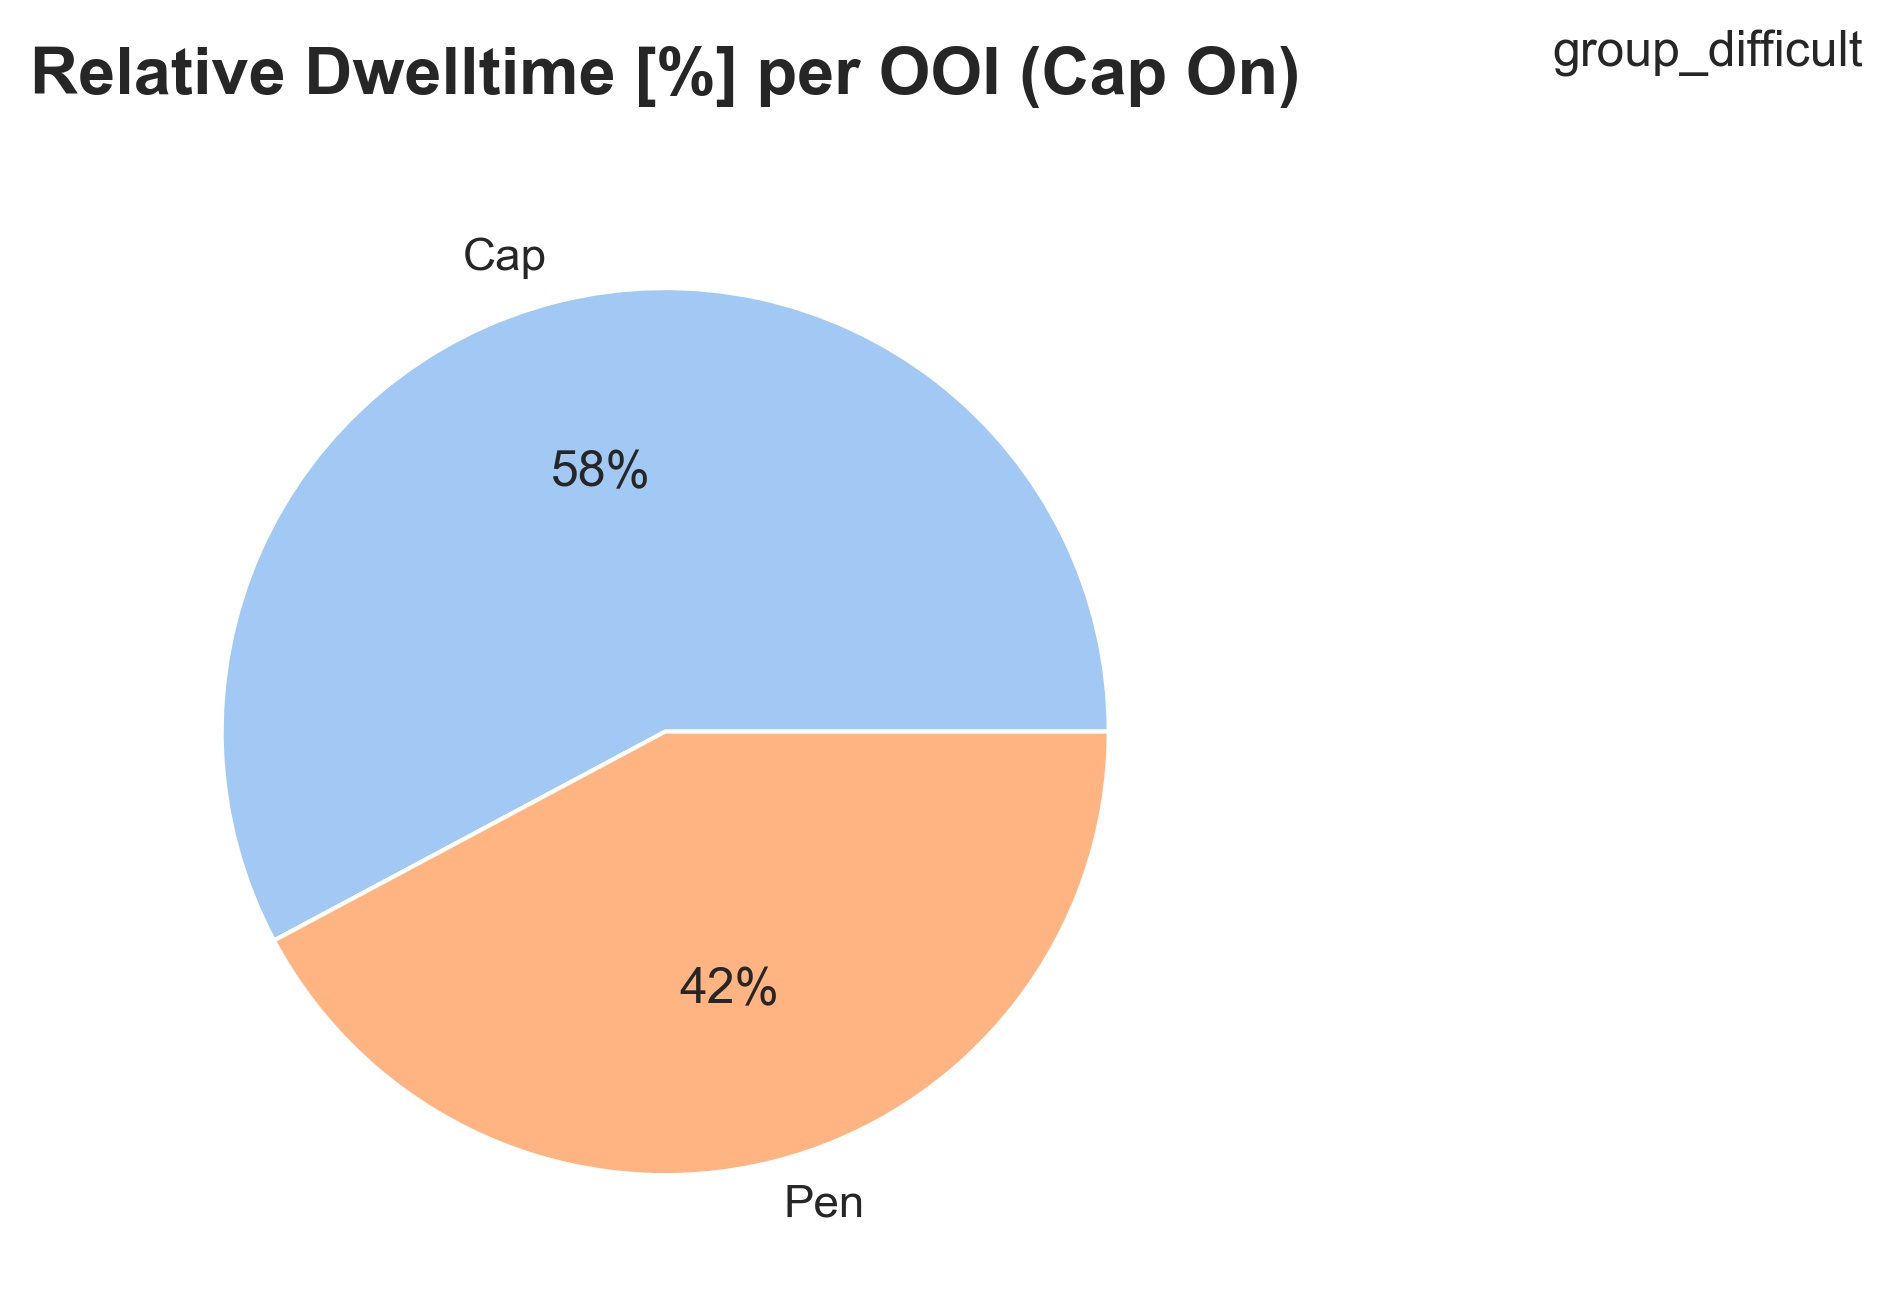 Relative Dwelltime [%] per OOI (Cap On)
group_difficult
Cap
58%
42%
Pen